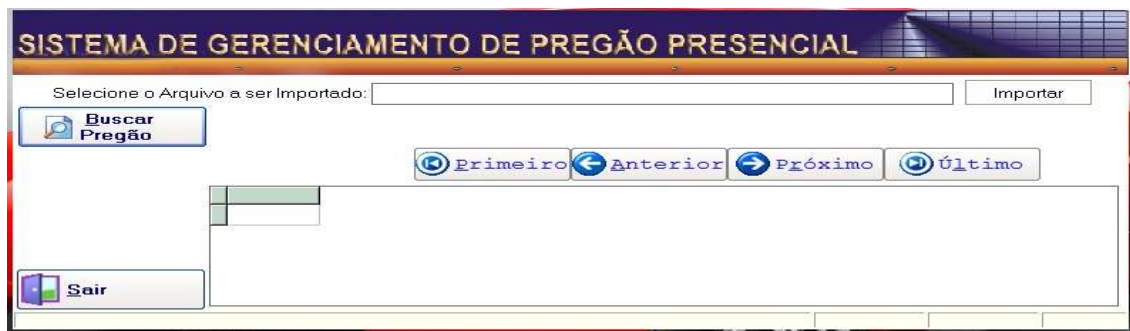 SISTEMA DE GERENCIAMENTO DE PREGÃO PRESENCIAL
Selecione o Arquivo a ser Importado: Importar
Buscar
Pregão
Primeiro Anterior Próximo Último
Sair